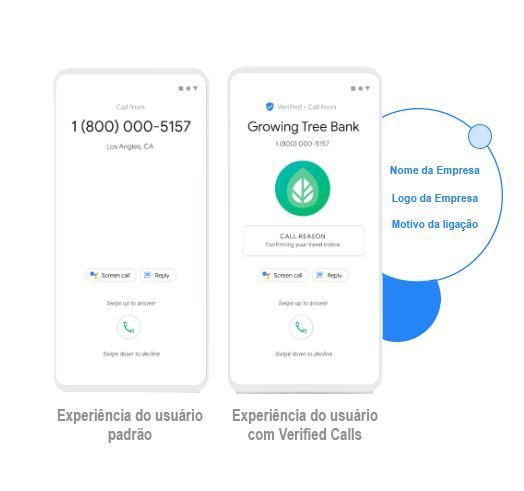 Call from
1 (800) 000-5157
Los Angles, CA
Screen call
Reply
Swipe up to answer
Swipe down to decline
Verified • Call from
Growing Tree Bank
1 (800) 000-5157
CALL REASON
Confirming your travel notice
Screen call
Reply
Swipe up to answer
Swipe down to decline
Nome da Empresa
Logo da Empresa
Motivo da ligação
Experiência do usuário
padrão
Experiência do usuário
com Verified Calls